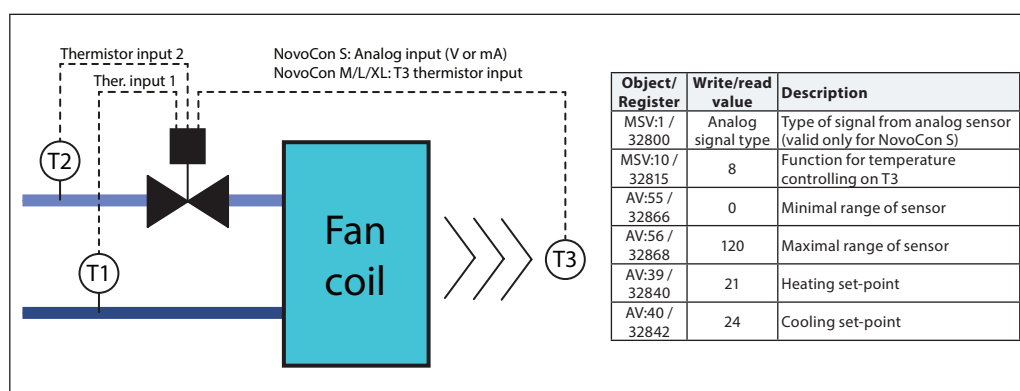 Thermistor input 2
Ther. input 1
NovoCon S: Analog input (V or mA)
NovoCon M/L/XL: T3 thermistor input
T2
T1
Fan
coil
T3
Object/
Register
Write/read
value
Description
MSV:1 /
32800
Analog
signal type
Type of signal from analog sensor
(valid only for NovoCon S)
MSV:10 /
32815
8
Function for temperature
controlling on T3
AV:55 /
32866
0
Minimal range of sensor
AV:56 /
32868
120
Maximal range of sensor
AV:39 /
32840
21
Heating set-point
AV:40 /
32842
24
Cooling set-point